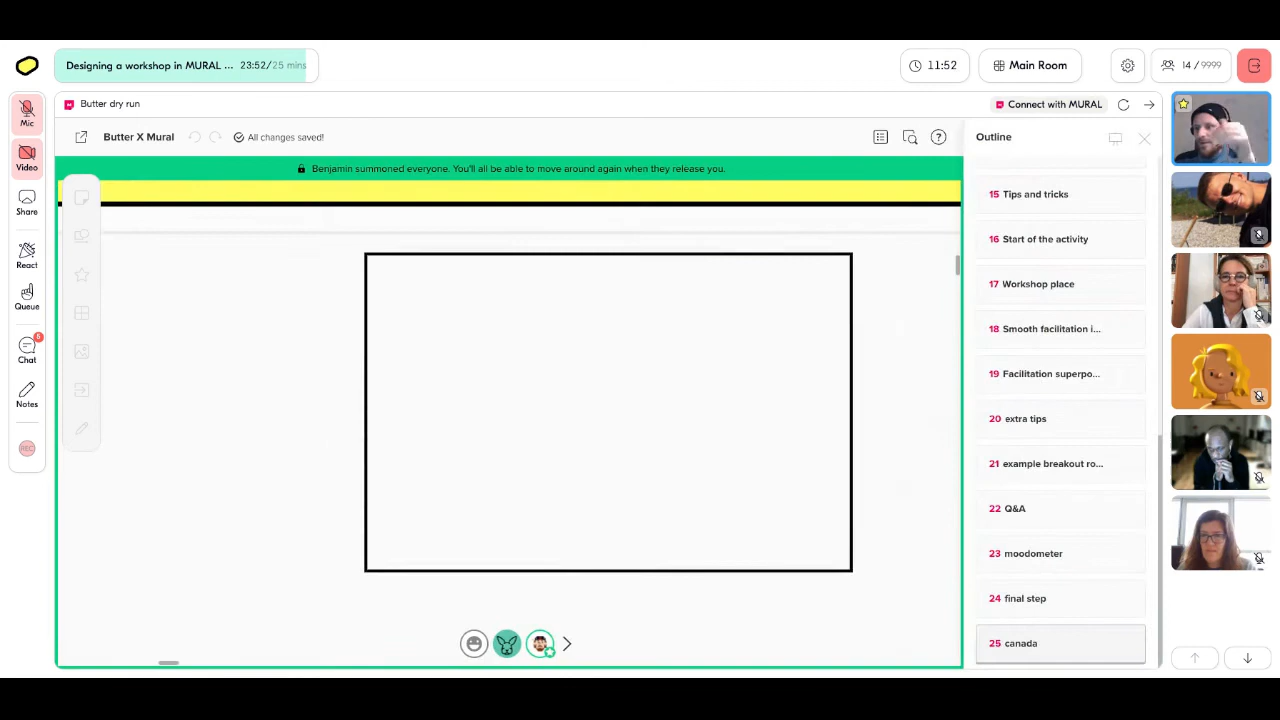 Designing a workshop in MURAL ... 23:52/25 mins
11:52
Main Room
14 / 9999
Mic
Video
Share
React
Queue
6
Chat
Notes
REC
Butter dry run
Connect with MURAL
Butter X Mural
All changes saved!
?
Benjamin summoned everyone. You'll all be able to move around again when they release you.
Outline
15 Tips and tricks
16 Start of the activity
17 Workshop place
18 Smooth facilitation i...
19 Facilitation superpo...
20 extra tips
21 example breakout ro...
22 Q&A
23 moodometer
24 final step
25 canada